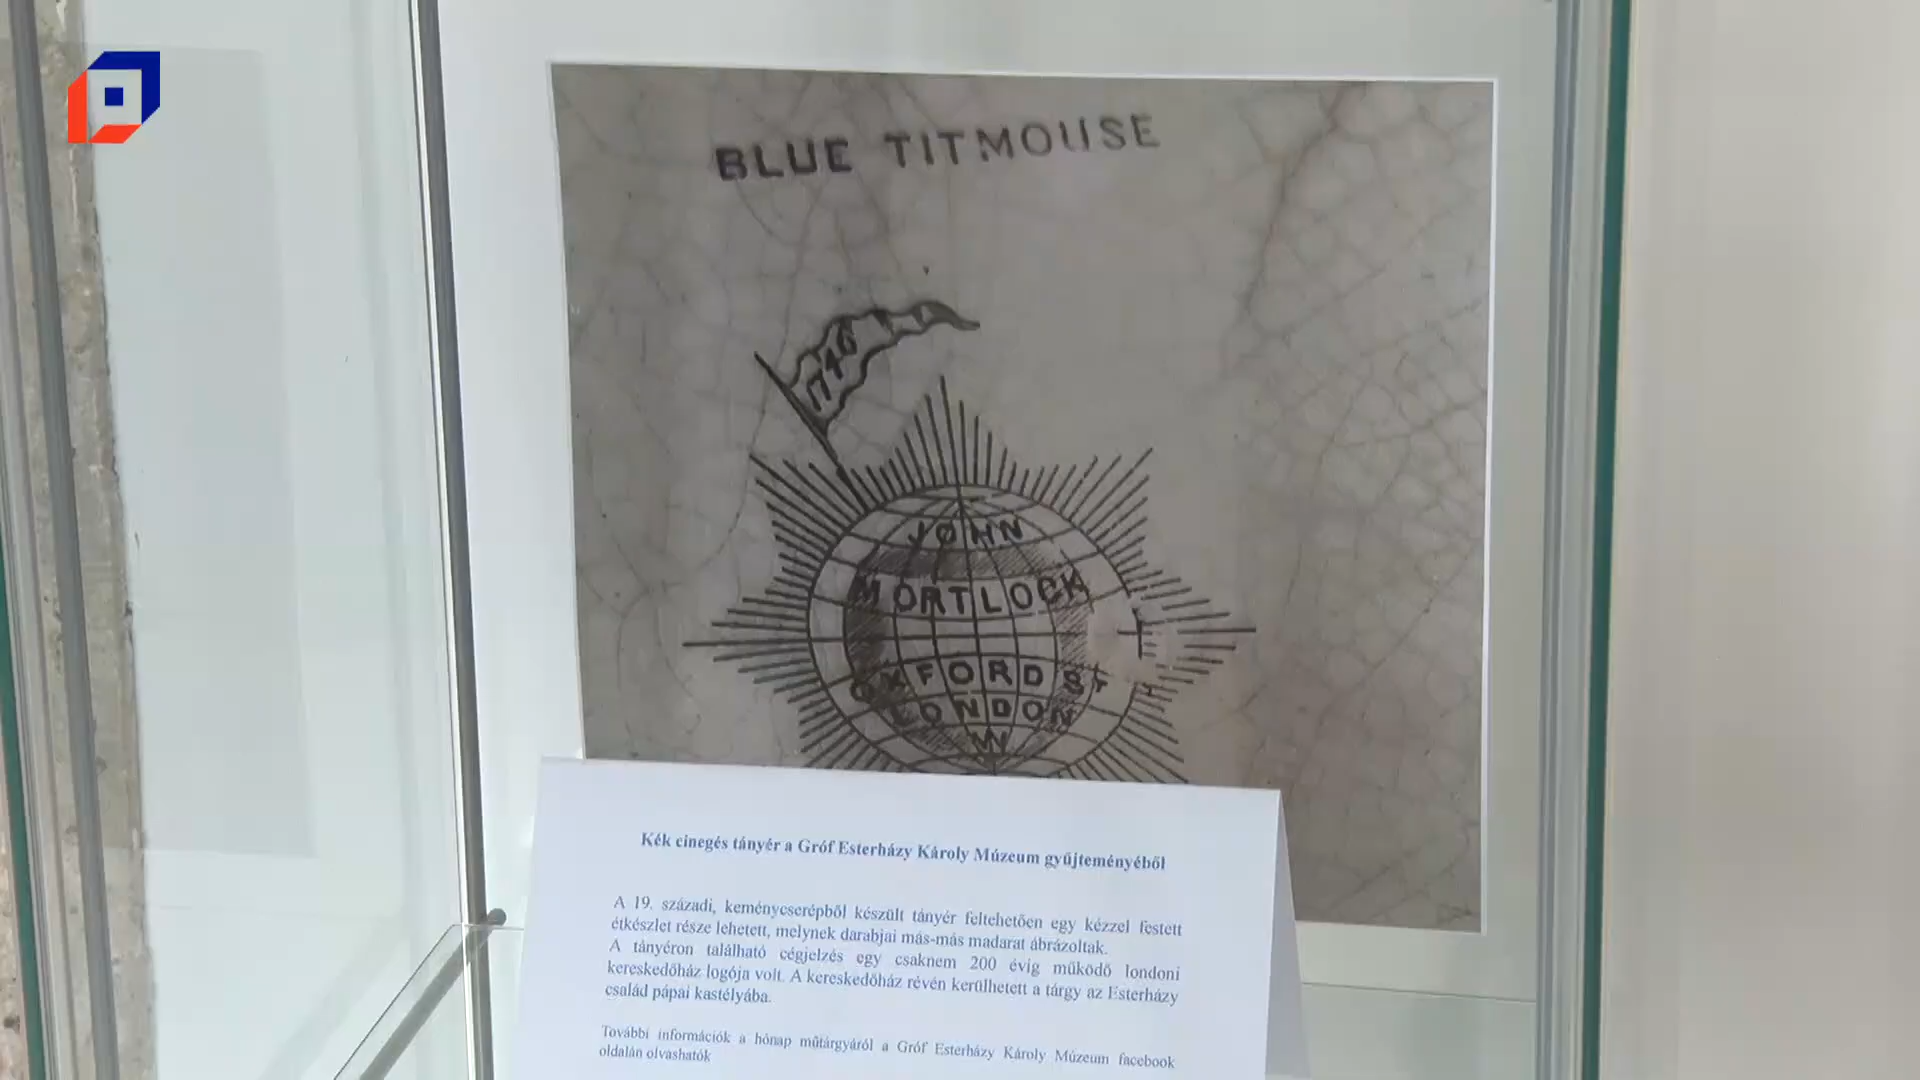 BLUE TITMOUSE
1746
JOHN
MORTLOCK
OXFORD ST
LONDON
W
Kék cinegés tányér a Gróf Esterházy Károly Múzeum gyűjteményéből
A 19. századi, keménycserépből készült tányér feltehetően egy kézzel festett
étkészlet része lehetett, melynek darabjai más-más madarat ábrázoltak.
A tányéron található cégjelzés egy csaknem 200 évig működő londoni
kereskedőház logója volt. A kereskedőház révén kerülhetett a tárgy az Esterházy
család pápai kastélyába.
További információk a hónap műtárgyáról a Gróf Esterházy Károly Múzeum facebook
oldalán olvashatók